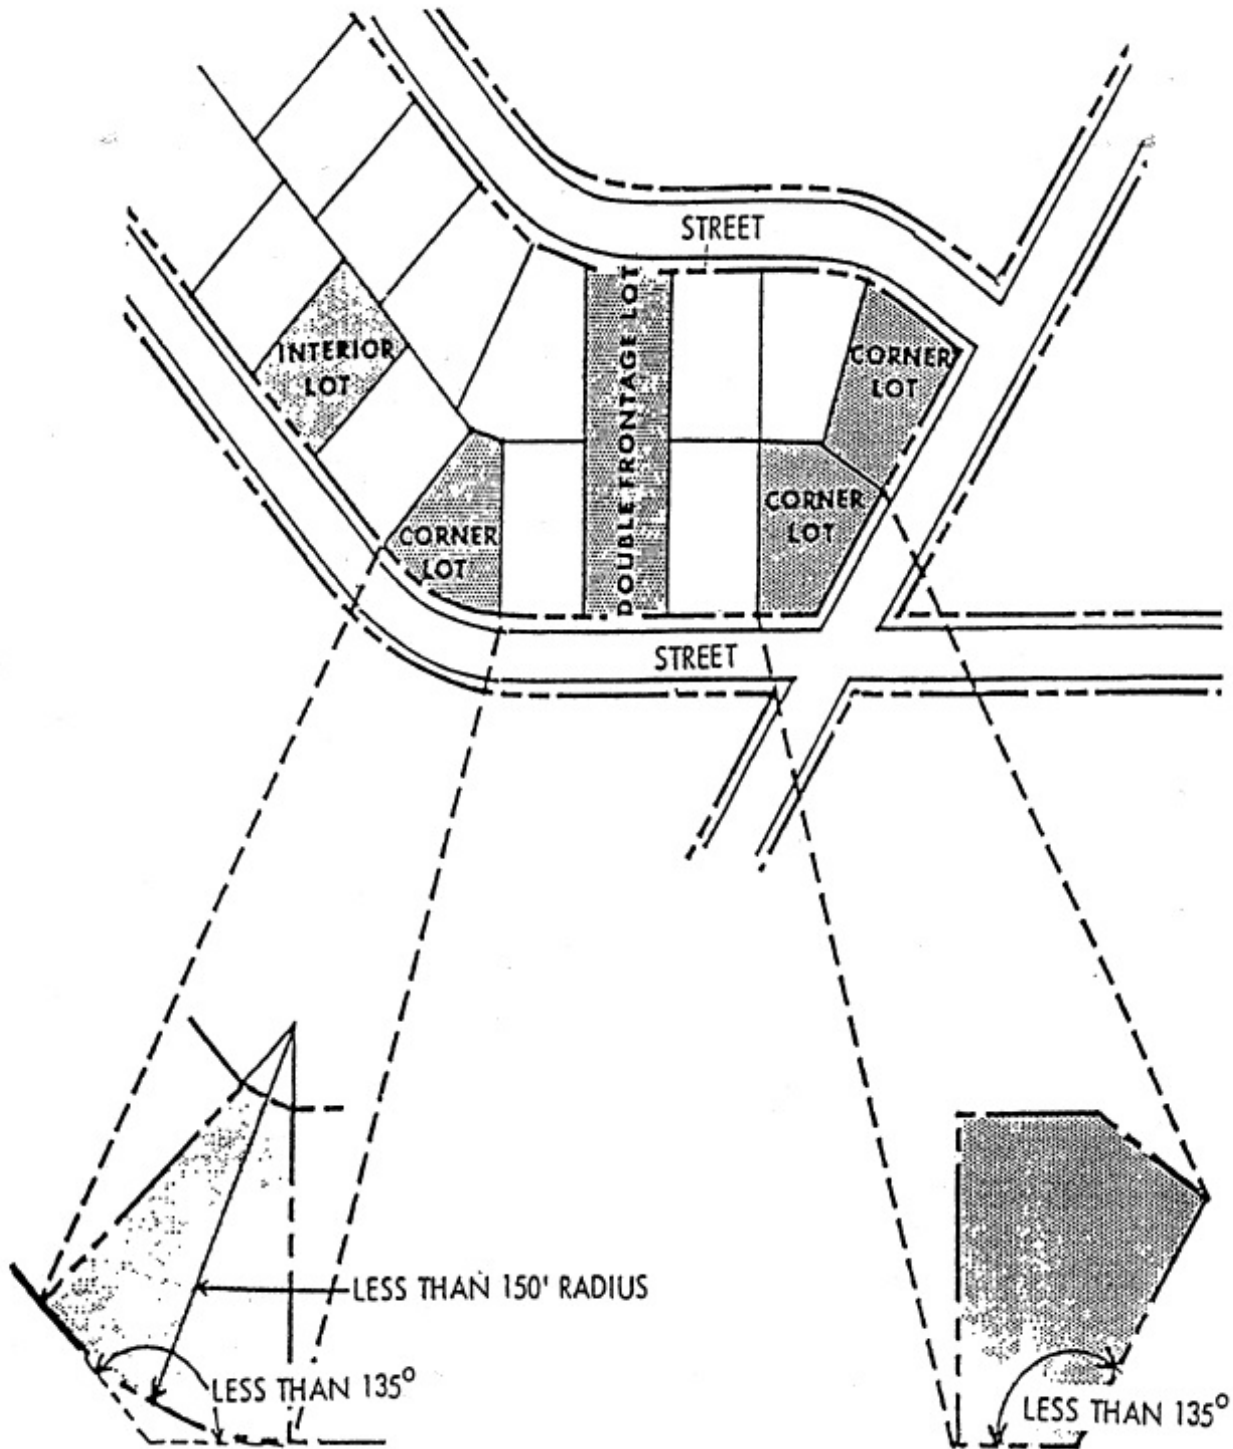 STREET
INTERIOR
LOT
DOUBLE FRONTAGE LOT
CORNER
LOT
CORNER
LOT
CORNER
LOT
STREET
LESS THAN 150' RADIUS
LESS THAN 135°
LESS THAN 135°